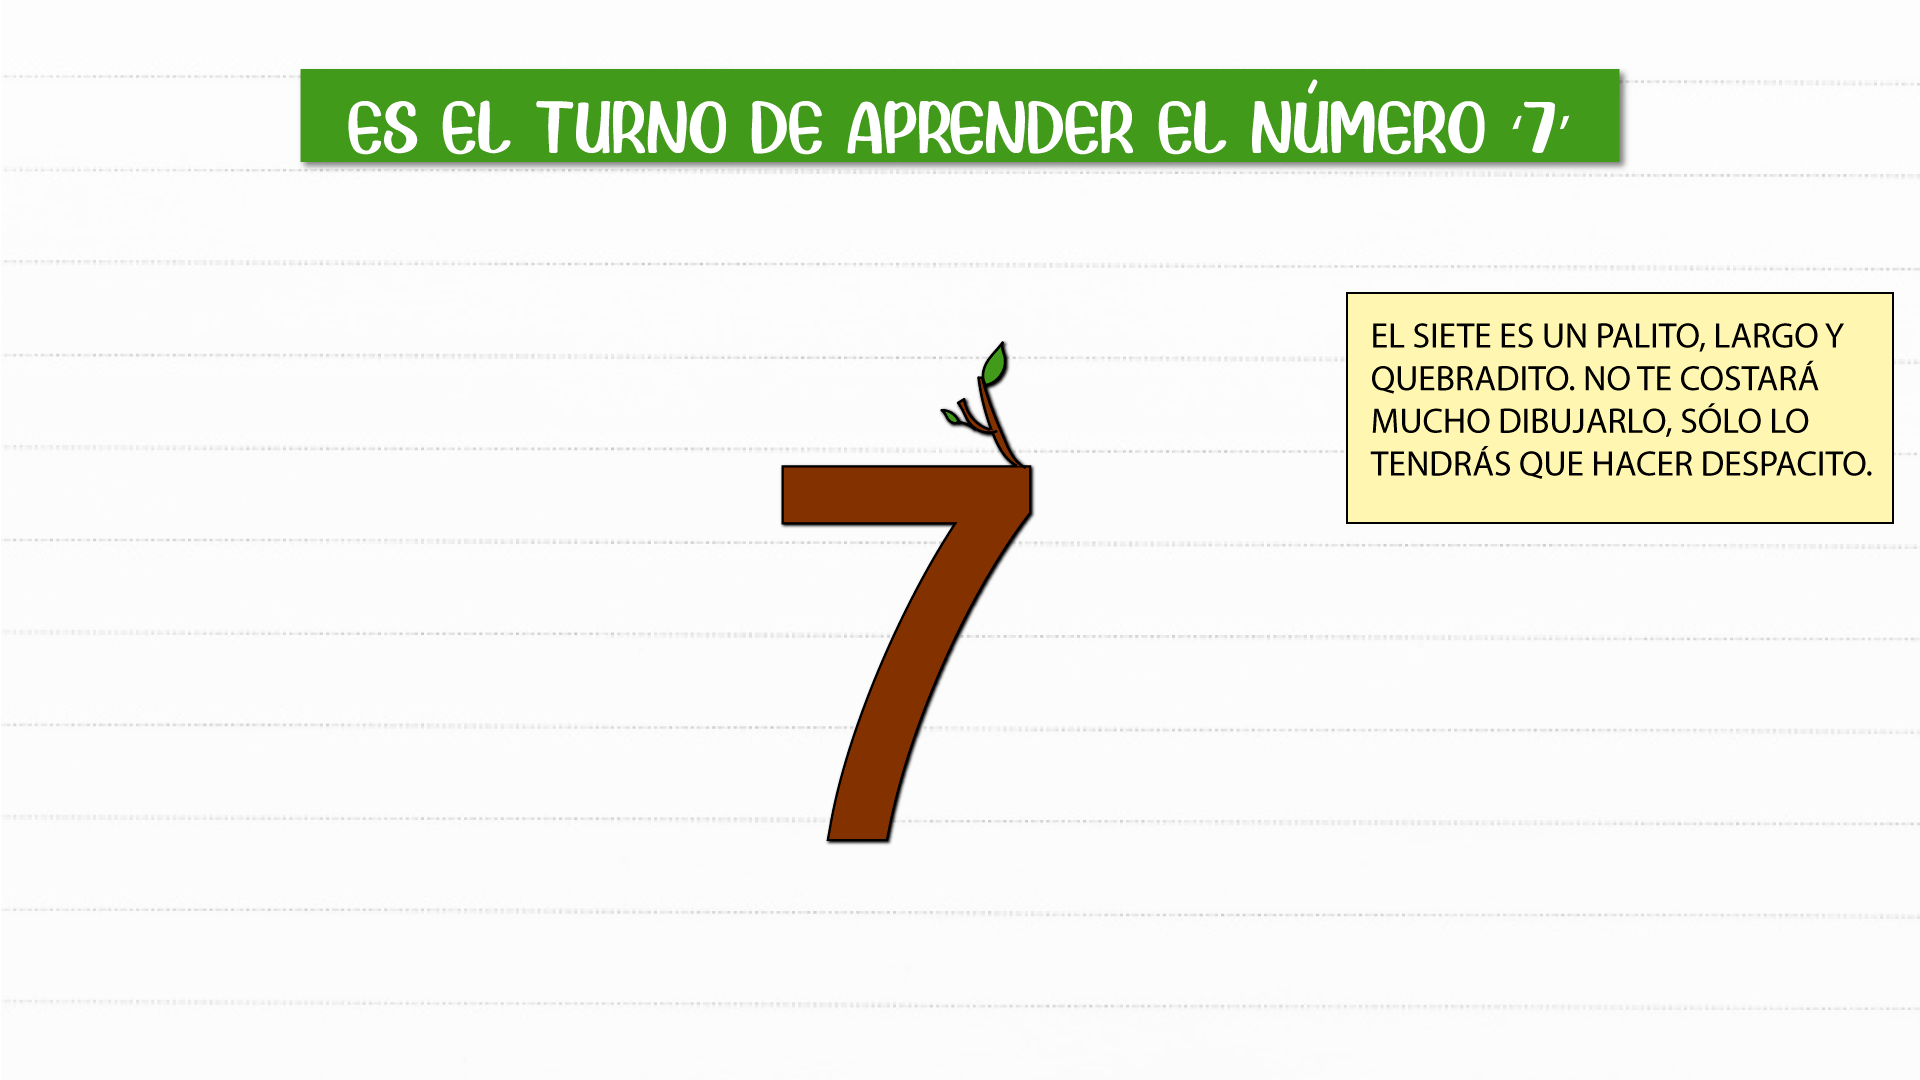 ES EL TURNO DE APRENDER EL NÚMERO ‘7’
EL SIETE ES UN PALITO, LARGO Y
QUEBRADITO. NO TE COSTARÁ
MUCHO DIBUJARLO, SÓLO LO
TENDRÁS QUE HACER DESPACITO.
7